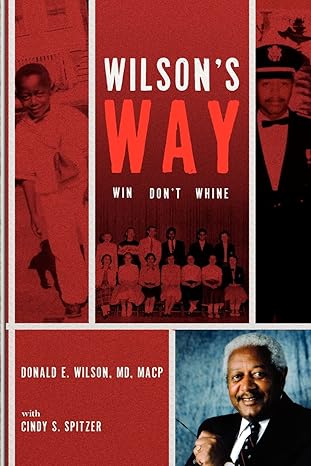 WILSON'S
WAY
WIN DON'T WHINE
DONALD E. WILSON, MD, MACP
with
CINDY S. SPITZER